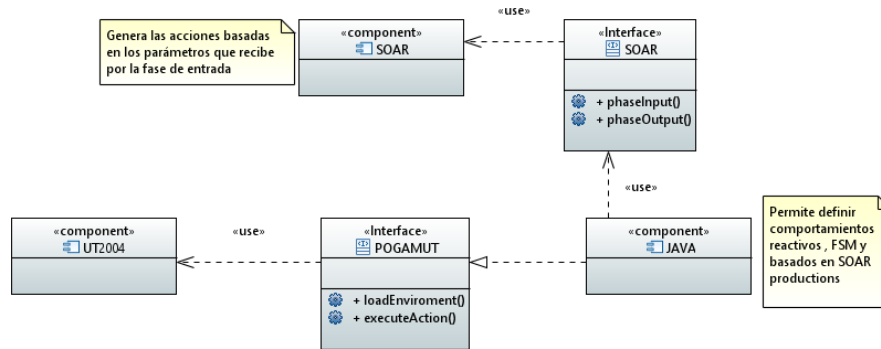 «use»
Genera las acciones basadas
en los parámetros que recibe
por la fase de entrada
«component»
SOAR
«Interface»
SOAR
+ phaseInput()
+ phaseOutput()
«use»
«component»
UT2004
«use»
«Interface»
POGAMUT
+ loadEnviroment()
+ executeAction()
«component»
JAVA
Permite definir
comportamientos
reactivos , FSM y
basados en SOAR
productions